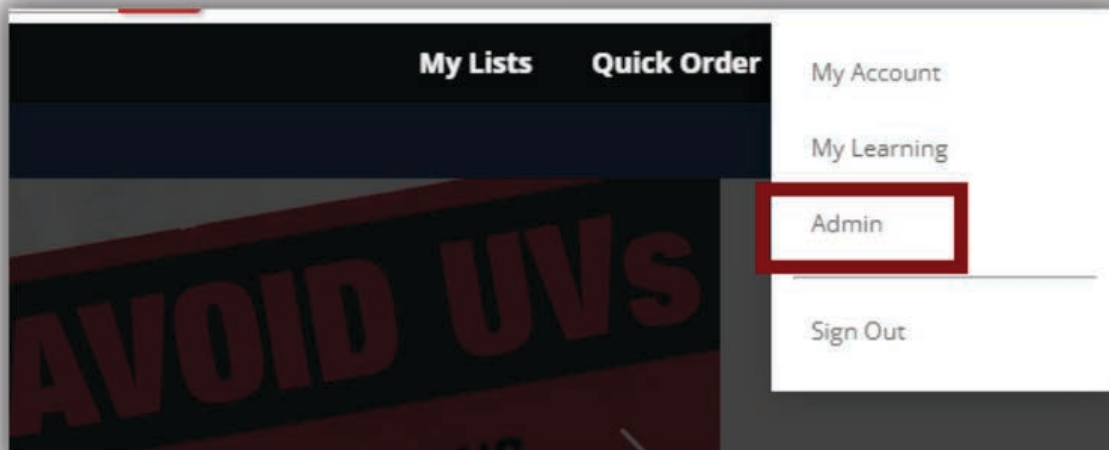 My Lists Quick Order
My Account
My Learning
Admin
Sign Out
AVOID UVs